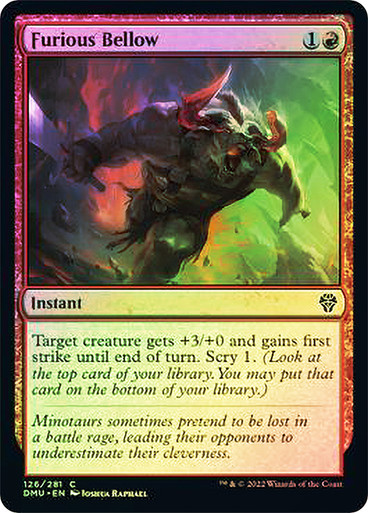 Furious Bellow 1
Instant
Target creature gets +3/+0 and gains first
strike until end of turn. Scry 1. (Look at
the top card of your library. You may put that
card on the bottom of your library.)
Minotaurs sometimes pretend to be lost in
a battle rage, leading their opponents to
underestimate their cleverness.
126/281 C
DMU • EN Joshua Raphael ™ & © 2022 Wizards of the Coast